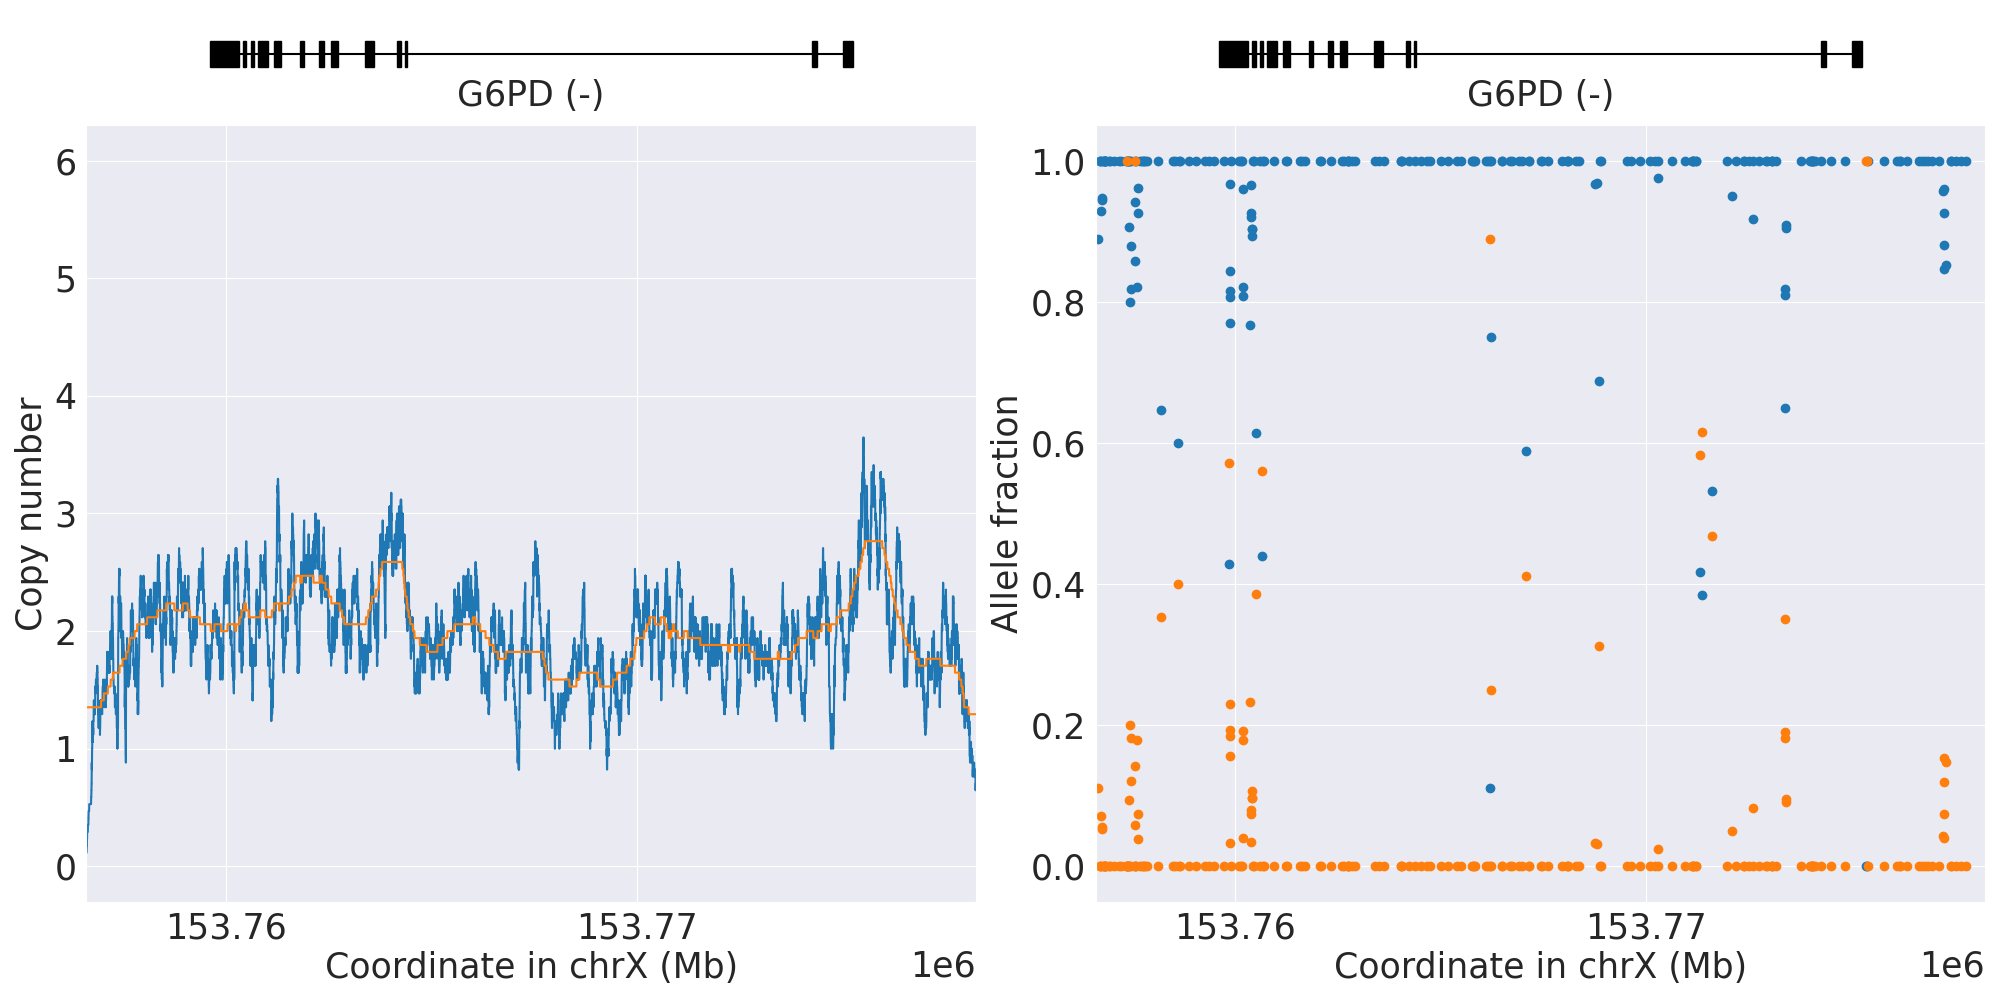 G6PD (-)
6
5
4
3
2
1
0
Copy number
153.76
153.77
Coordinate in chrX (Mb)
1e6
G6PD (-)
1.0
0.8
0.6
0.4
0.2
0.0
Allele fraction
153.76
153.77
Coordinate in chrX (Mb)
1e6